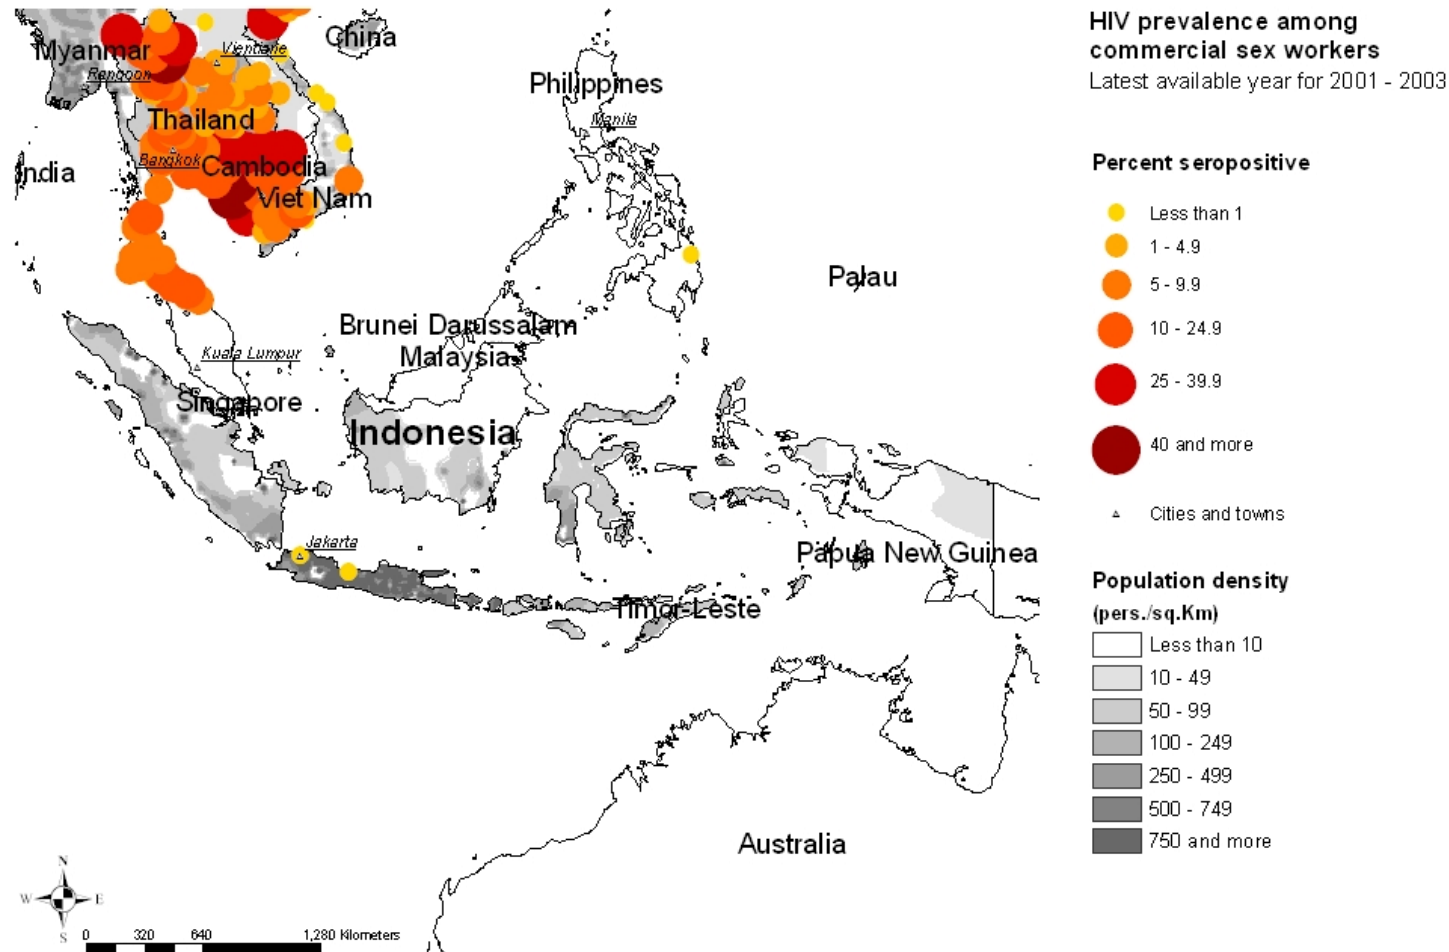 HIV prevalence among
commercial sex workers
Latest available year for 2001 - 2003
China
Myanmar
Vientiane
Rangoon
Philippines
Thailand
Manila
Bangkok
Cambodia
India
Viet Nam
Palau
Brunei Darussalam
Malaysia
Kuala Lumpur
Singapore
Indonesia
Jakarta
Papua New Guinea
Timor-Leste
Australia
Percent seropositive
Less than 1
1 - 4.9
5 - 9.9
10 - 24.9
25 - 39.9
40 and more
Cities and towns
Population density
(pers./sq.Km)
Less than 10
10 - 49
50 - 99
100 - 249
250 - 499
500 - 749
750 and more
N
W E
S
0 320 640 1,280 Kilometers